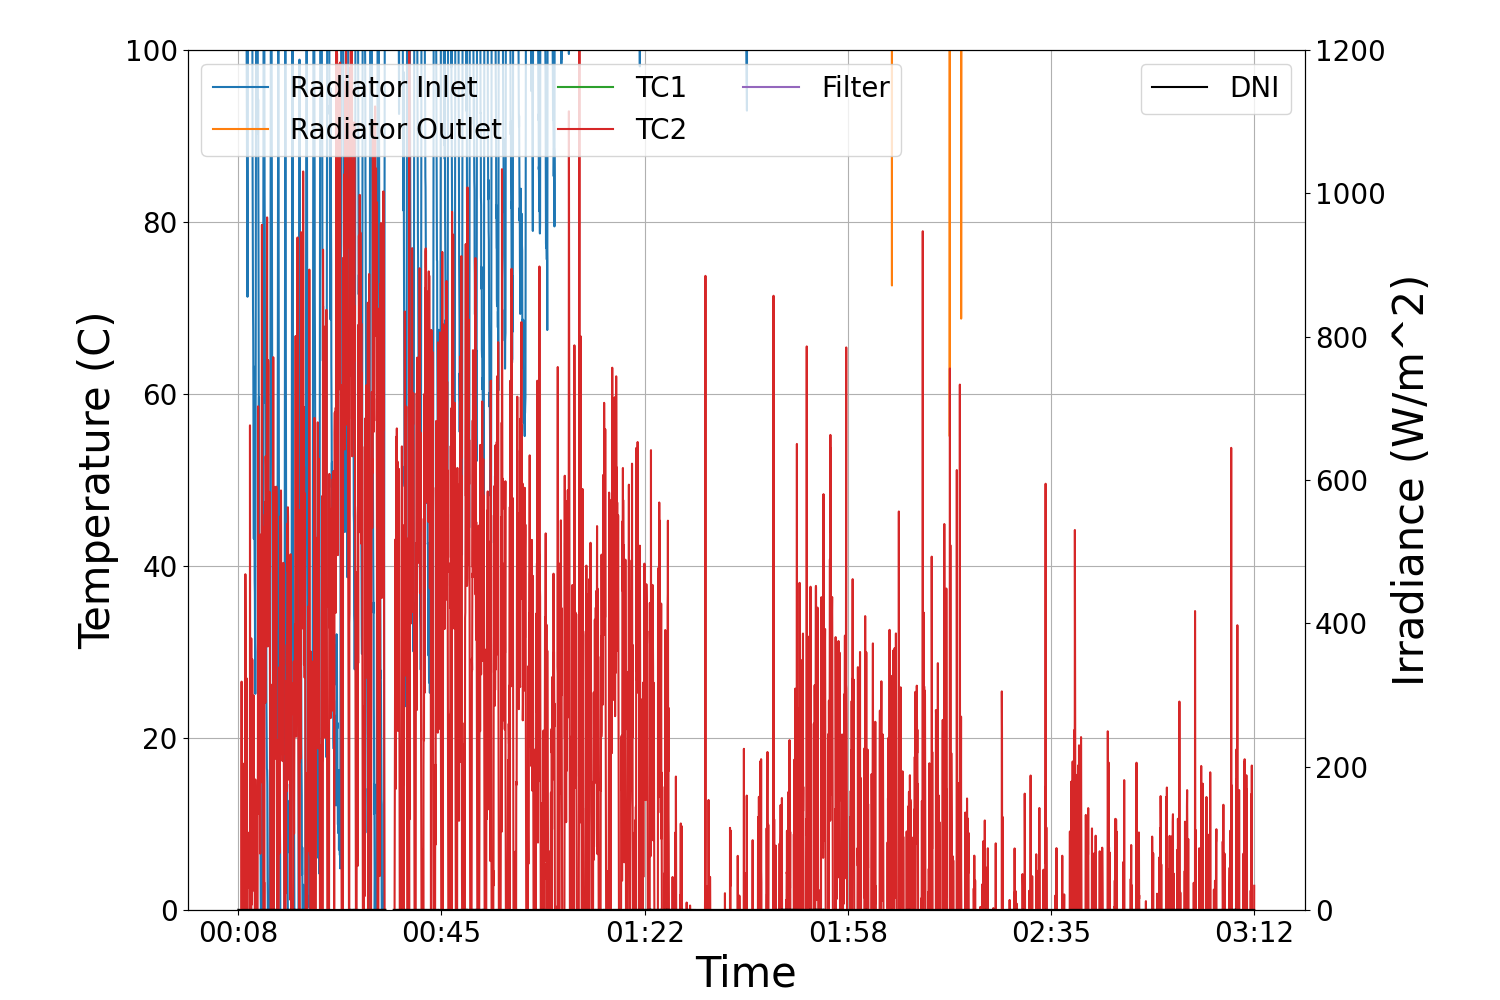 100
80
60
40
20
0
Temperature (C)
Radiator Inlet
Radiator Outlet
TC1
TC2
Filter
DNI
1200
1000
800
600
400
200
0
Irradiance (W/m^2)
00:08
00:45
01:22
01:58
02:35
03:12
Time